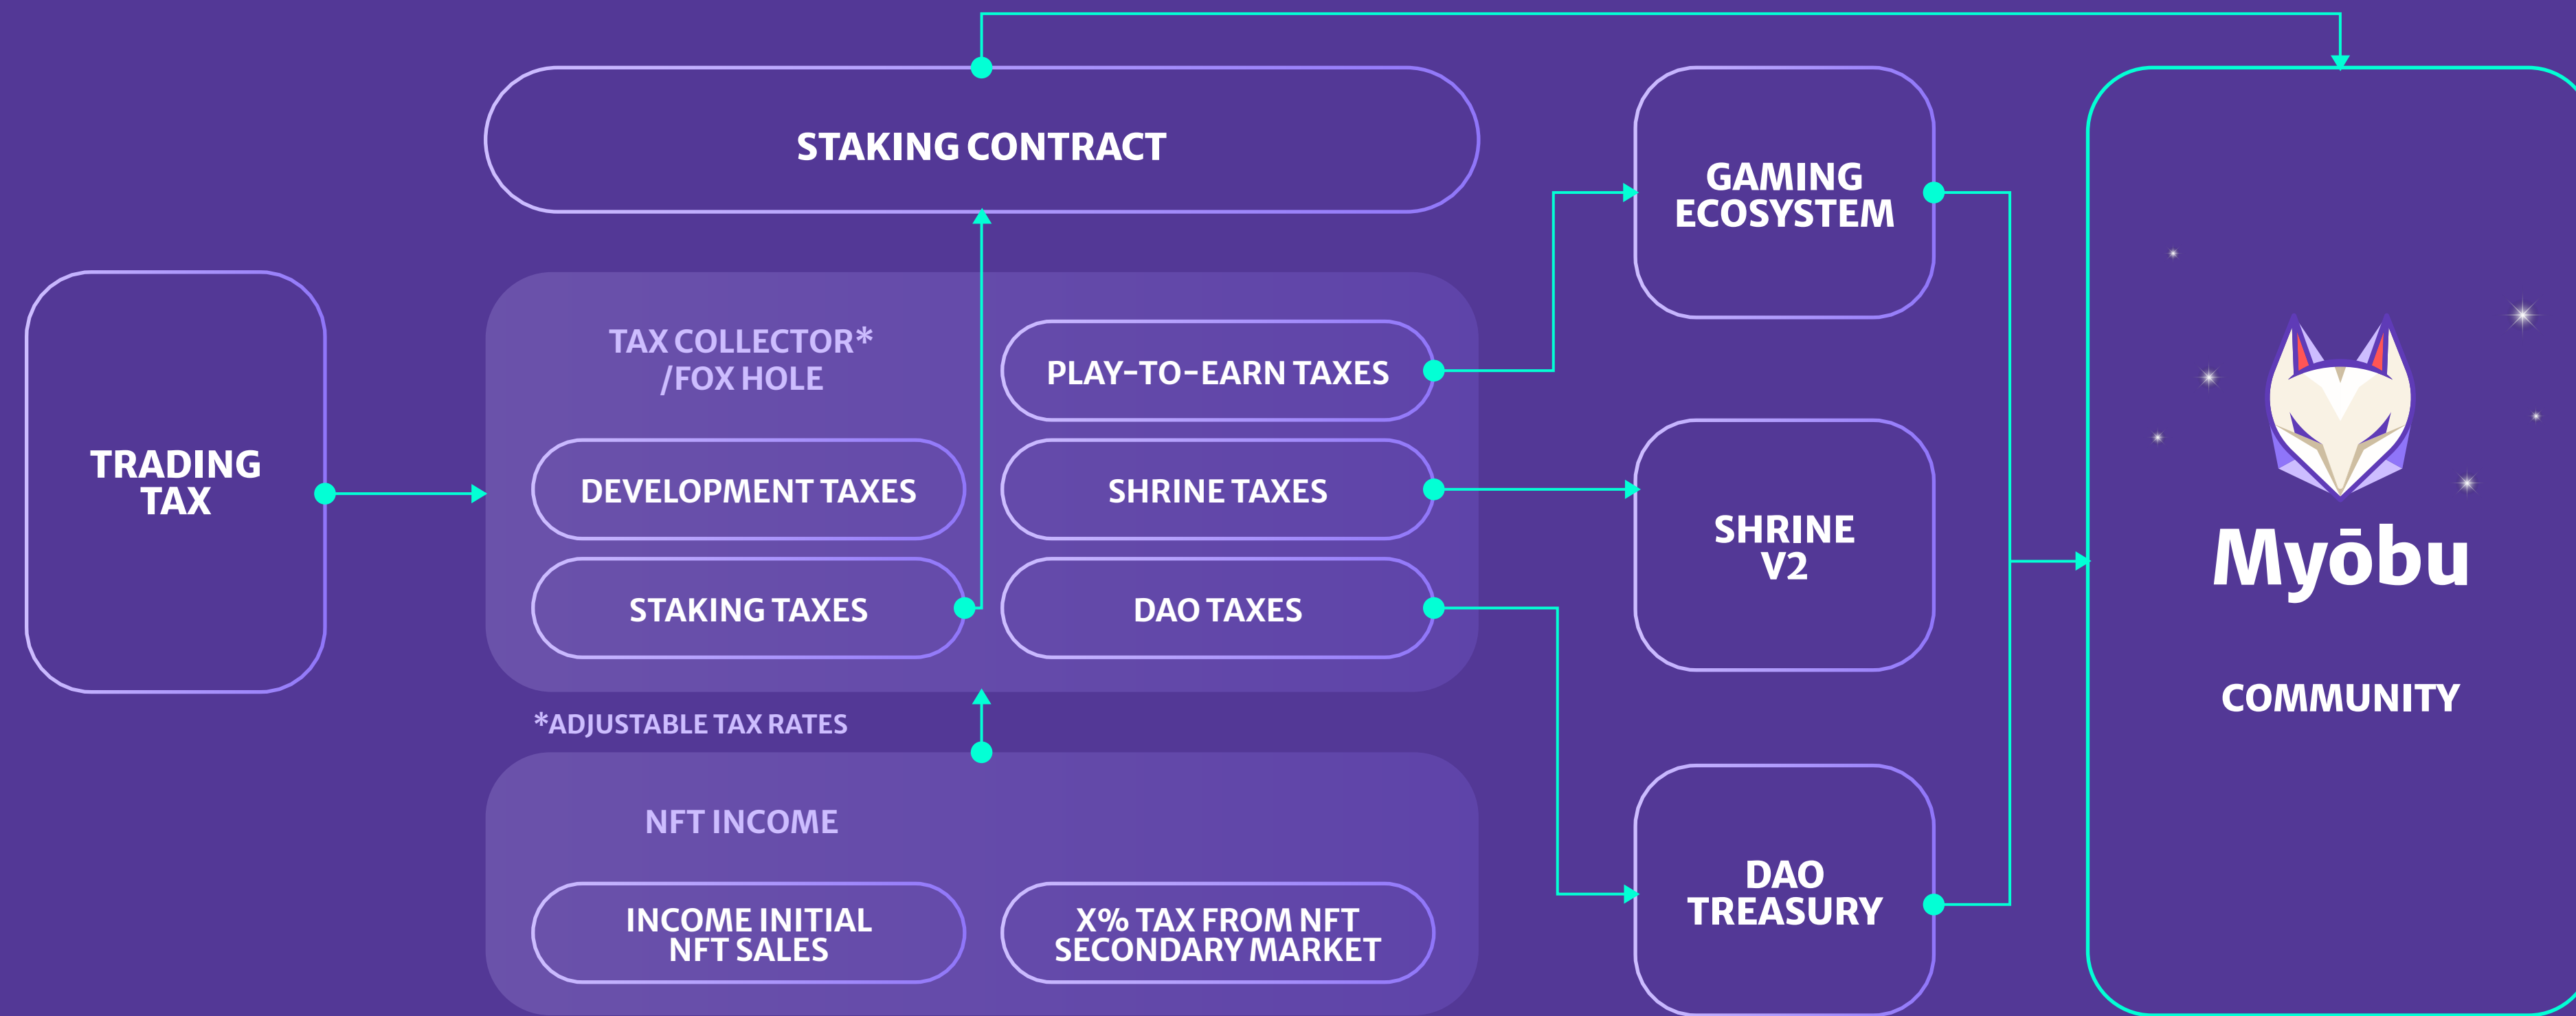 STAKING CONTRACT
GAMING
ECOSYSTEM
TRADING
TAX
TAX COLLECTOR*
/FOX HOLE
DEVELOPMENT TAXES
STAKING TAXES
PLAY-TO-EARN TAXES
SHRINE TAXES
DAO TAXES
*ADJUSTABLE TAX RATES
NFT INCOME
INCOME INITIAL
NFT SALES
X% TAX FROM NFT
SECONDARY MARKET
SHRINE
V2
DAO
TREASURY
Myōbu
COMMUNITY